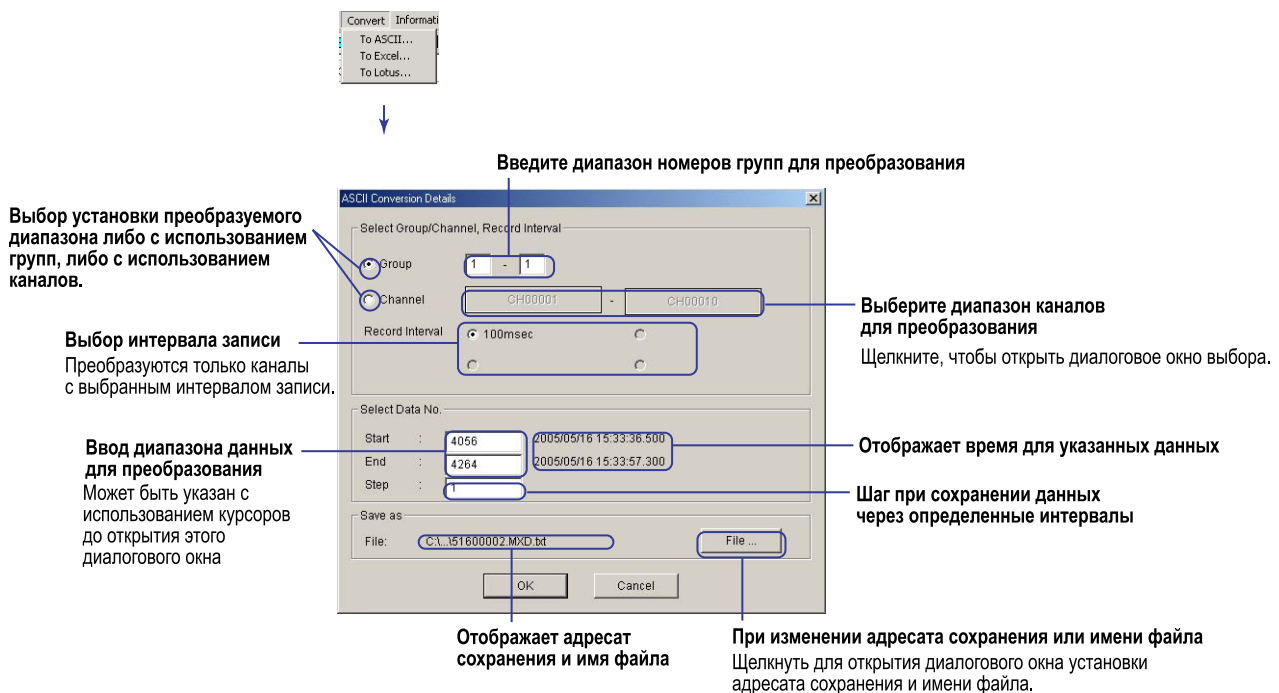 Convert Informati
To ASCII...
To Excel...
To Lotus...
Введите диапазон номеров групп для преобразования
ASCII Conversion Details
Выбор установки преобразуемого
диапазона либо с использованием
групп, либо с использованием
каналов.
Select Group/Channel, Record Interval
Group 1 - 1
Channel CH00001 - CH00010
Выберите диапазон каналов
для преобразования
Щелкните, чтобы открыть диалоговое окно выбора.
Record Interval 100msec
Выбор интервала записи
Преобразуются только каналы
с выбранным интервалом записи.
Select Data No.
Start : 4056 2005/05/16 15:33:36.500
End : 4264 2005/05/16 15:33:57.300
Step : 1
Ввод диапазона данных
для преобразования
Может быть указан с
использованием курсоров
до открытия этого
диалогового окна
Отображает время для указанных данных
Шаг при сохранении данных
через определенные интервалы
Save as
File: C:\...\51600002.MXD.txt File ...
OK Cancel
Отображает адресат
сохранения и имя файла
При изменении адресата сохранения или имени файла
Щелкнуть для открытия диалогового окна установки
адресата сохранения и имени файла.